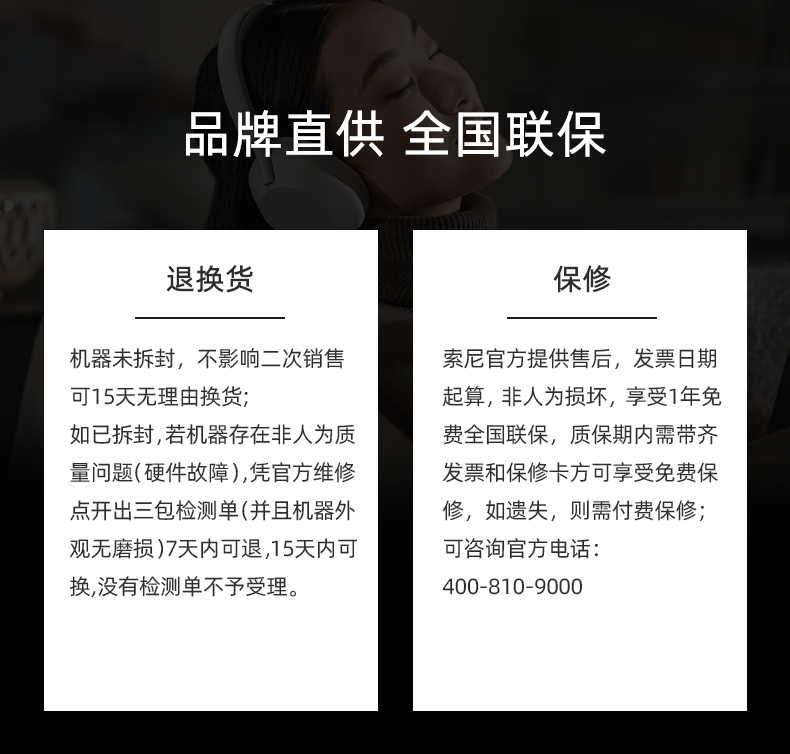 品牌直供 全国联保
退换货
机器未拆封，不影响二次销售
可15天无理由换货；
如已拆封,若机器存在非人为质
量问题(硬件故障),凭官方维修
点开出三包检测单(并且机器外
观无磨损)7天内可退,15天内可
换,没有检测单不予受理。
保修
索尼官方提供售后，发票日期
起算, 非人为损坏，享受1年免
费全国联保，质保期内需带齐
发票和保修卡方可享受免费保
修，如遗失，则需付费保修；
可咨询官方电话：
400-810-9000